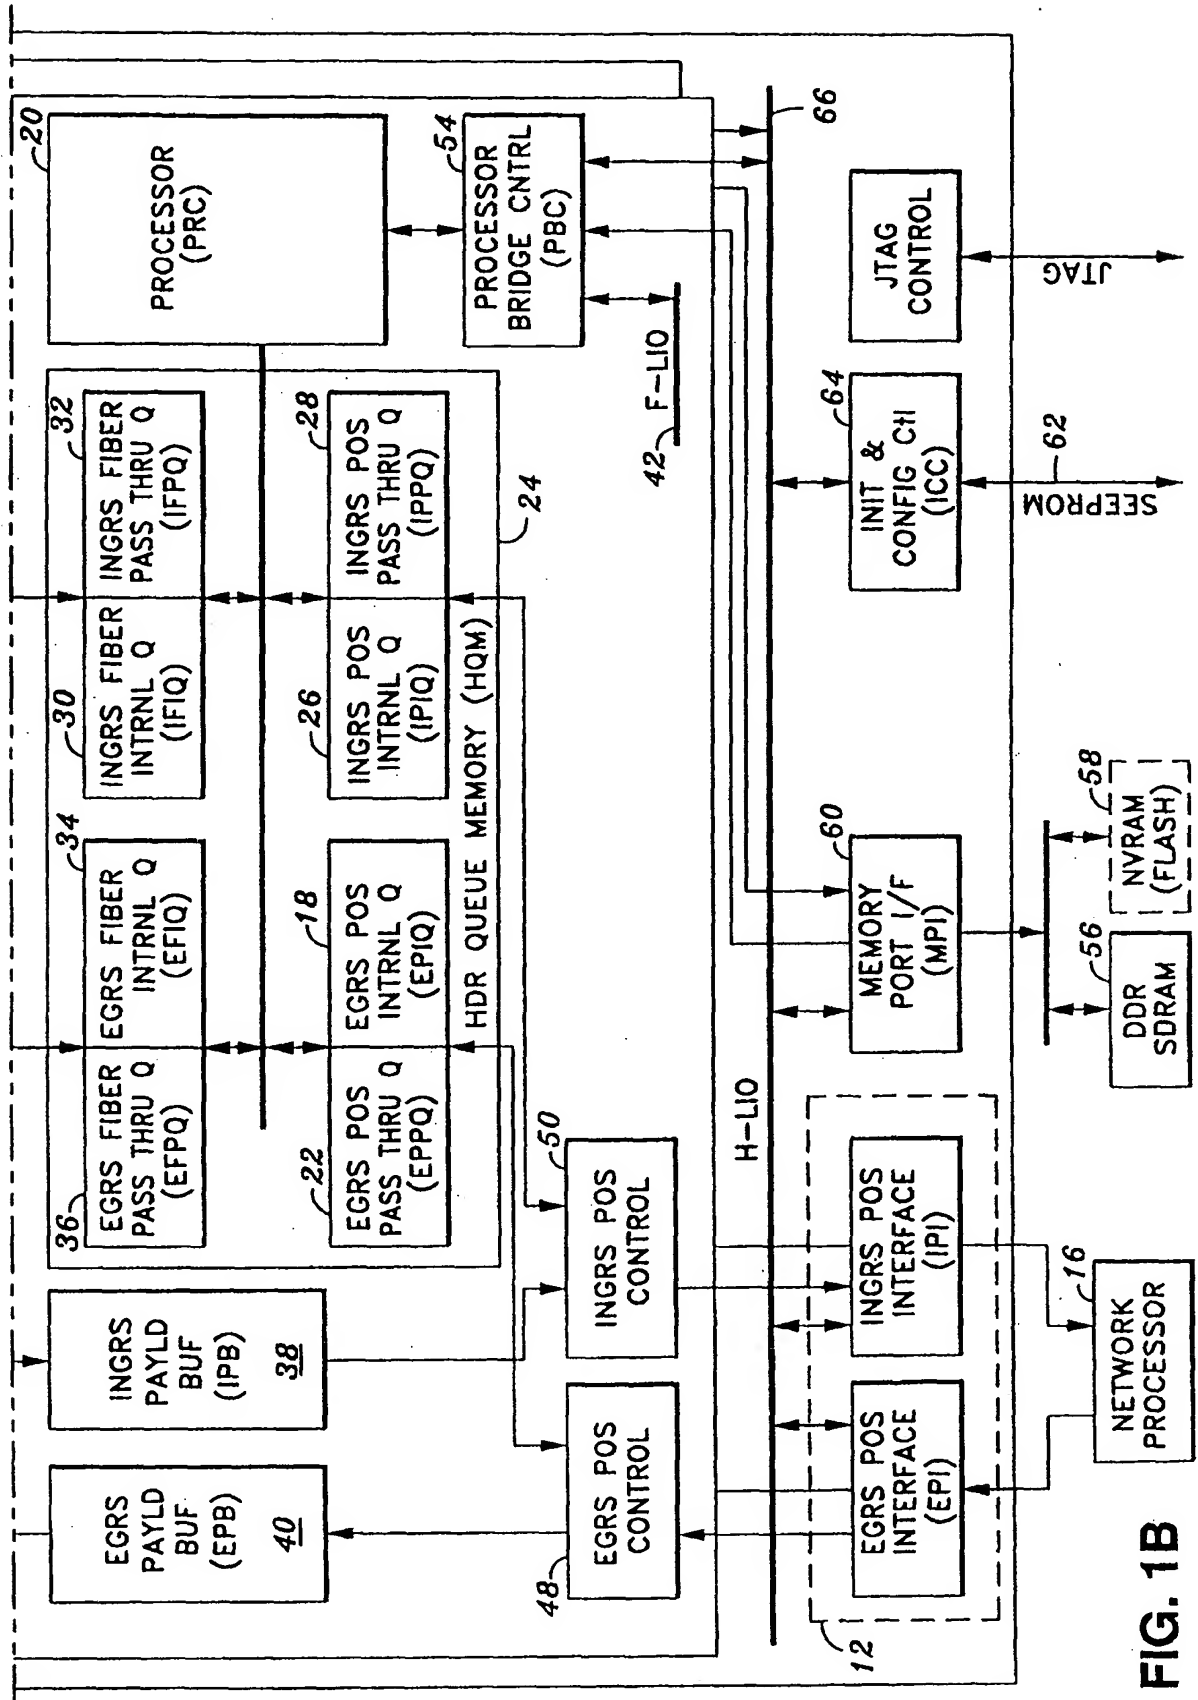 EGRS
PAYLD
BUF
(EPB)
40
INGRS
PAYLD
BUF
(IPB)
38
36
EGRS FIBER
PASS THRU Q
(EFPQ)
34
EGRS FIBER
INTRNL Q
(EFIQ)
30
INGRS FIBER
INTRNL Q
(IFIQ)
32
INGRS FIBER
PASS THRU Q
(IFPQ)
20
PROCESSOR
(PRC)
22
EGRS POS
PASS THRU Q
(EPPQ)
18
EGRS POS
INTRNL Q
(EPIQ)
26
INGRS POS
INTRNL Q
(IPIQ)
28
INGRS POS
PASS THRU Q
(IPPQ)
HDR QUEUE MEMORY (HQM)
24
54
PROCESSOR
BRIDGE CNTRL
(PBC)
48
EGRS POS
CONTROL
50
INGRS POS
CONTROL
42
F-LIO
H-LIO
66
12
EGRS POS
INTERFACE
(EPI)
INGRS POS
INTERFACE
(IPI)
60
MEMORY
PORT I/F
(MPI)
64
INIT &
CONFIG Ctl
(ICC)
JTAG
CONTROL
62
SEEPROM
JTAG
16
NETWORK
PROCESSOR
56
DDR
SDRAM
58
NVRAM
(FLASH)
FIG. 1B